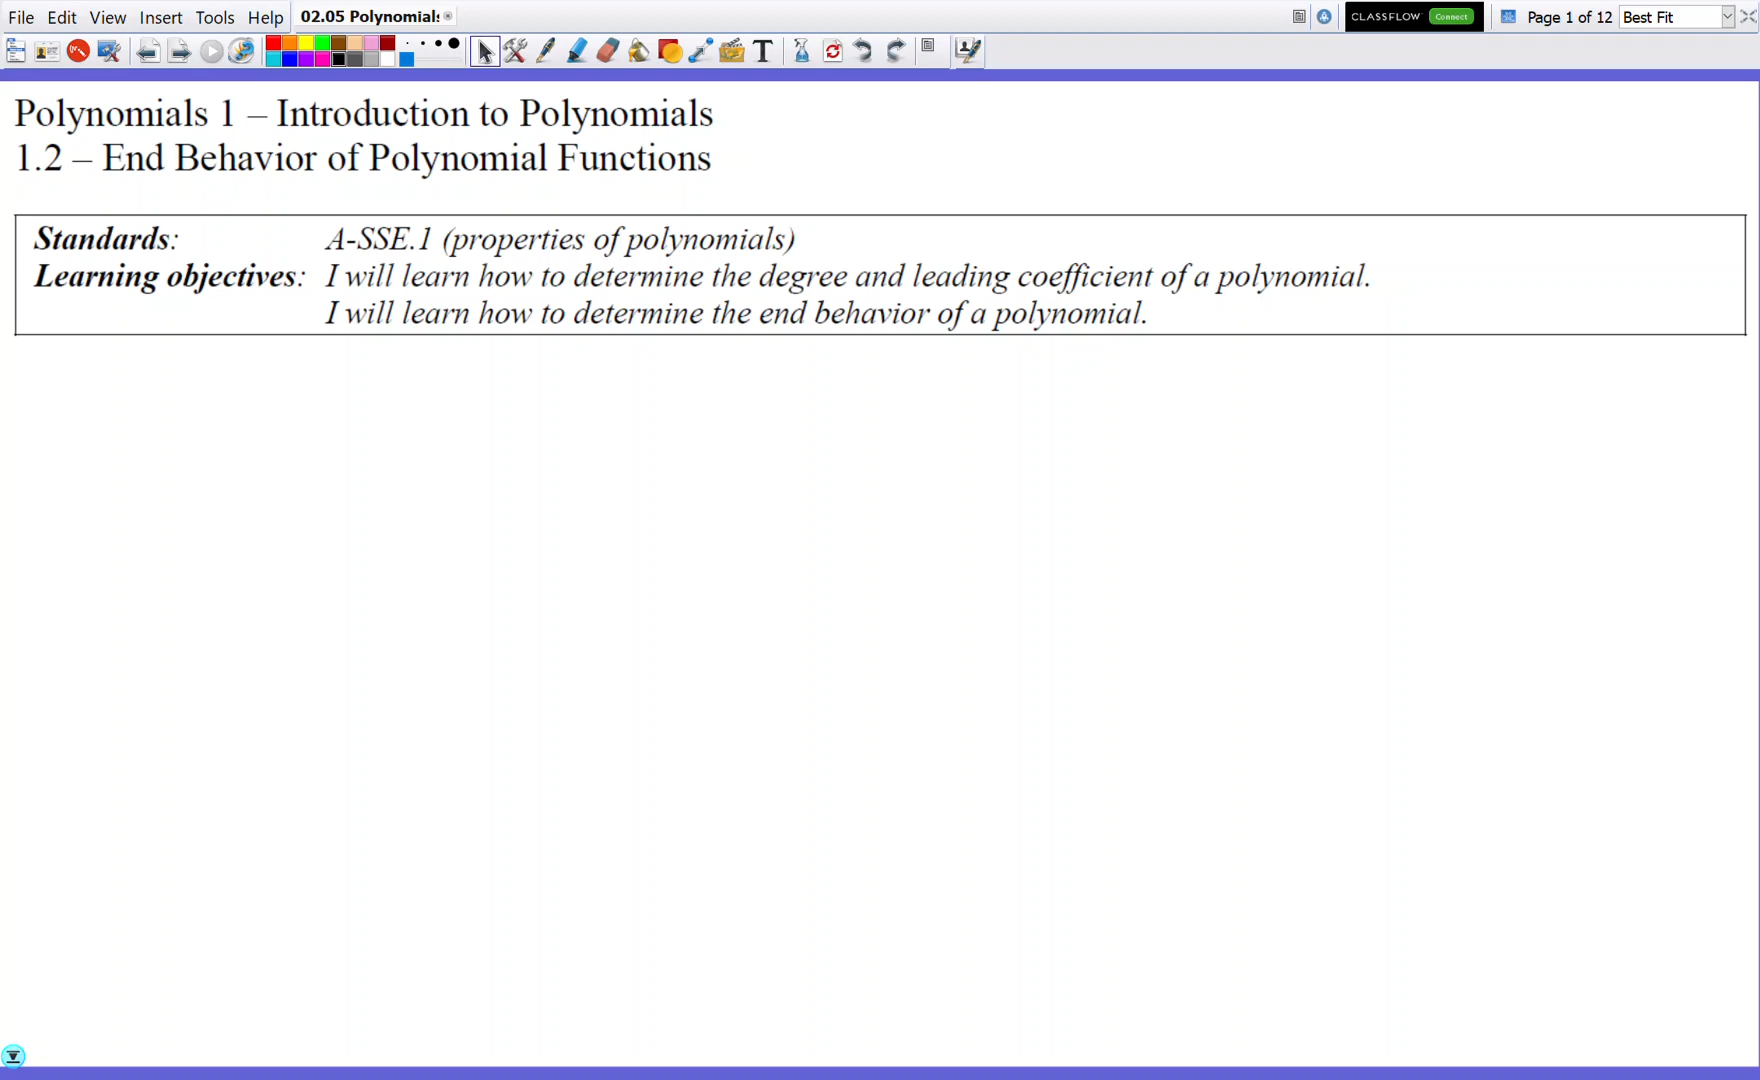 File Edit View Insert Tools Help 02.05 Polynomials CLASSFLOW Connect Page 1 of 12 Best Fit
T
Polynomials 1 – Introduction to Polynomials
1.2 – End Behavior of Polynomial Functions
Standards: A-SSE.1 (properties of polynomials)
Learning objectives: I will learn how to determine the degree and leading coefficient of a polynomial.
I will learn how to determine the end behavior of a polynomial.